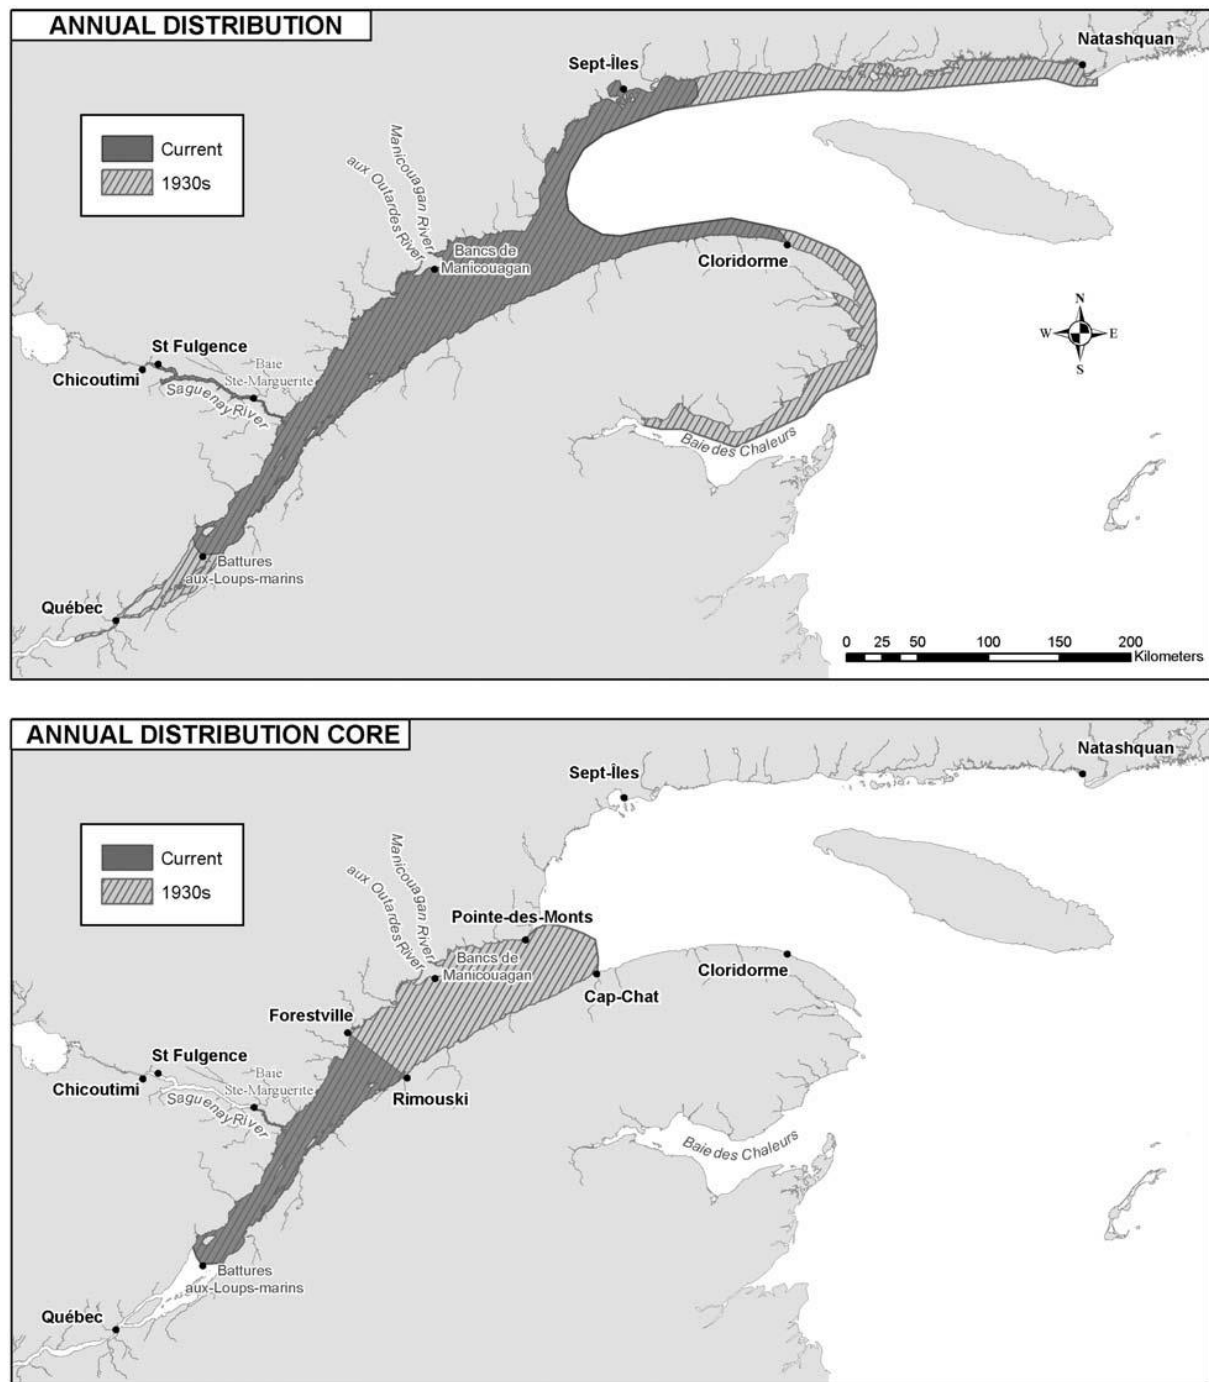 ANNUAL DISTRIBUTION
Natashquan
Sept-Îles
Current
1930s
Manicouagan River
aux Outardes River
Bancs de
Manicouagan
Cloridorme
N
W E
S
St Fulgence
Baie
Ste-Marguerite
Chicoutimi
Saguenay River
Baie des Chaleurs
Battures
aux-Loups-marins
Québec
0 25 50 100 150 200
Kilometers
ANNUAL DISTRIBUTION CORE
Natashquan
Sept-Îles
Current
1930s
Manicouagan River
aux Outardes River
Pointe-des-Monts
Bancs de
Manicouagan
Cloridorme
Cap-Chat
Forestville
St Fulgence
Baie
Ste-Marguerite
Chicoutimi
Saguenay River
Rimouski
Baie des Chaleurs
Battures
aux-Loups-marins
Québec